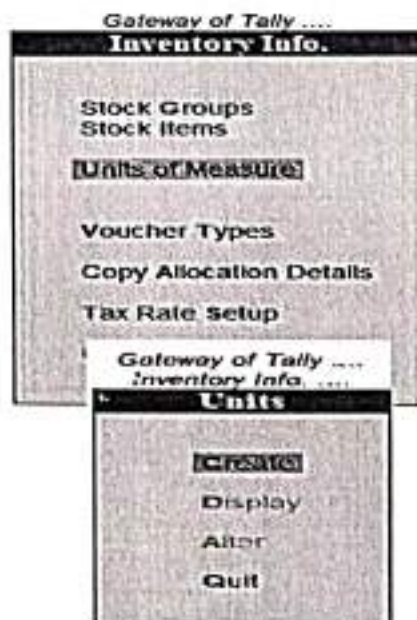 Gateway of Tally ....
Inventory Info.
Stock Groups
Stock Items
Units of Measure
Voucher Types
Copy Allocation Details
Tax Rate Setup
Gateway of Tally ....
Inventory Info. ....
Units
Create
Display
Alter
Quit